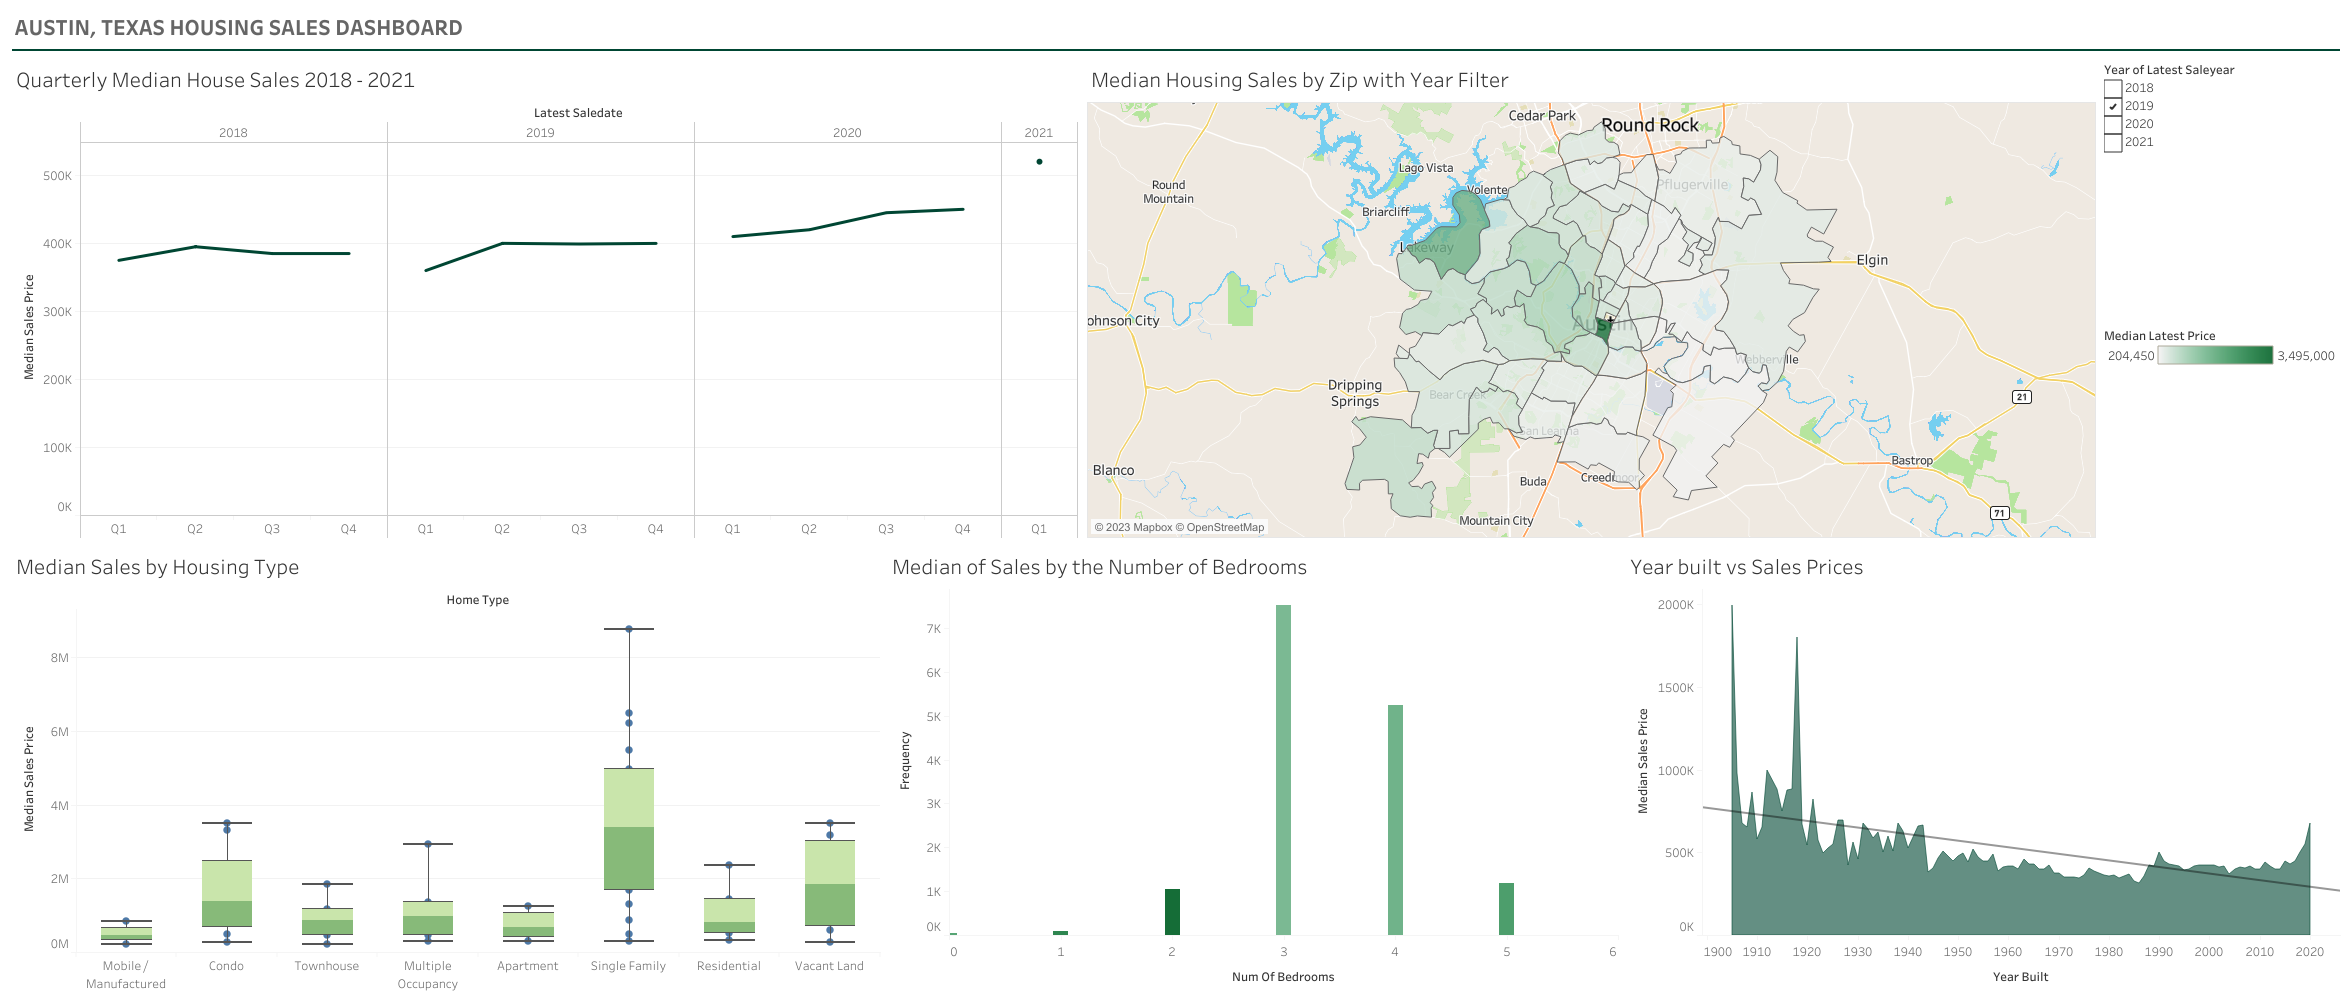 AUSTIN, TEXAS HOUSING SALES DASHBOARD
Quarterly Median House Sales 2018 - 2021
Latest Saledate
2018
2019
2020
2021
Median Sales Price
500K
400K
300K
200K
100K
0K
Q1
Q2
Q3
Q4
Q1
Q2
Q3
Q4
Q1
Q2
Q3
Q4
Q1
Median Housing Sales by Zip with Year Filter
Cedar Park
Round Rock
Lago Vista
Round
Mountain
Volente
Pflugerville
Briarcliff
Lakeway
Elgin
ohnson City
Austin
Webberville
Dripping
Springs
Bear Creek
21
San Leanna
Blanco
Bastrop
Buda
Creedmoor
71
Mountain City
© 2023 Mapbox © OpenStreetMap
Year of Latest Saleyear
2018
2019
2020
2021
Median Latest Price
204,450
3,495,000
Median Sales by Housing Type
Home Type
Median Sales Price
8M
6M
4M
2M
0M
Mobile /
Manufactured
Condo
Townhouse
Multiple
Occupancy
Apartment
Single Family
Residential
Vacant Land
Median of Sales by the Number of Bedrooms
Frequency
7K
6K
5K
4K
3K
2K
1K
0K
0
1
2
3
4
5
6
Num Of Bedrooms
Year built vs Sales Prices
Median Sales Price
2000K
1500K
1000K
500K
0K
1900
1910
1920
1930
1940
1950
1960
1970
1980
1990
2000
2010
2020
Year Built